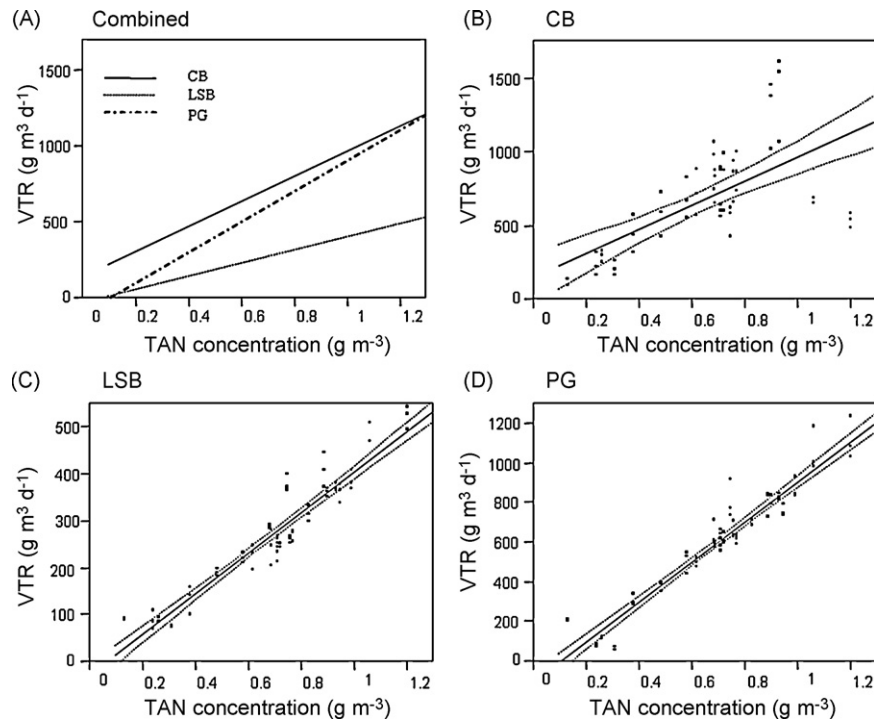 (A) Combined
1500
1000
500
0
VTR (g m³ d⁻¹)
CB
LSB
PG
0 0.2 0.4 0.6 0.8 1 1.2
TAN concentration (g m⁻³)
(B) CB
1500
1000
500
0
VTR (g m³ d⁻¹)
0 0.2 0.4 0.6 0.8 1 1.2
TAN concentration (g m⁻³)
(C) LSB
500
400
300
200
100
0
VTR (g m³ d⁻¹)
0 0.2 0.4 0.6 0.8 1 1.2
TAN concentration (g m⁻³)
(D) PG
1200
1000
800
600
400
200
0
VTR (g m³ d⁻¹)
0 0.2 0.4 0.6 0.8 1 1.2
TAN concentration (g m⁻³)